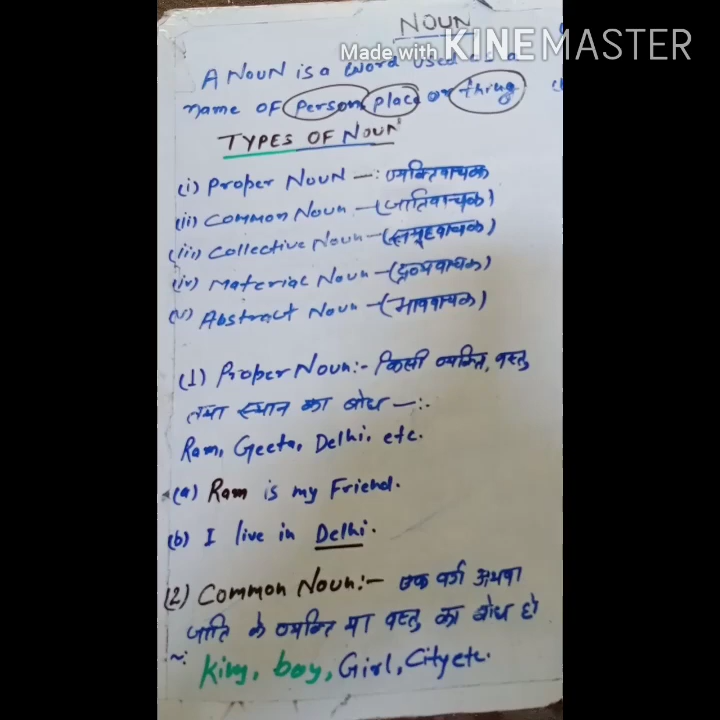 NOUN
Made with KINEMASTER
A NOUN is a word used as a
name of person, place or thing
TYPES OF NOUN
(i) Proper NOUN —: व्यक्तिवाचक
(ii) Common Noun —(जातिवाचक)
(iii) Collective Noun —(समूहवाचक)
(iv) Material Noun —(द्रव्यवाचक)
(v) Abstract Noun —(भाववाचक)
(1) Proper Noun:- किसी व्यक्ति, वस्तु
तथा स्थान का बोध —:-
Ram, Geeta, Delhi, etc.
(a) Ram is my Friend.
(b) I live in Delhi.
(2) Common Noun:- एक वर्ग अथवा
जाति के व्यक्ति या वस्तु का बोध हो
~: King, boy, Girl, City etc.